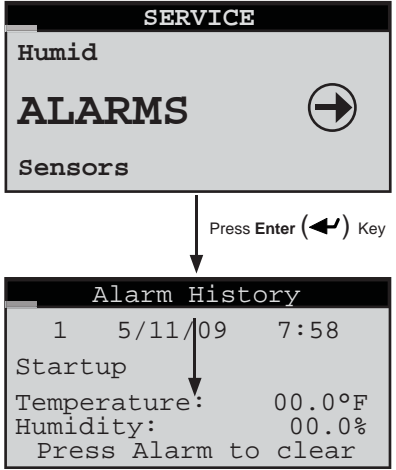 SERVICE
Humid
ALARMS
Sensors
Press Enter (↵) Key
Alarm History
1 5/11/09 7:58
Startup
Temperature: 00.0°F
Humidity: 00.0%
Press Alarm to clear